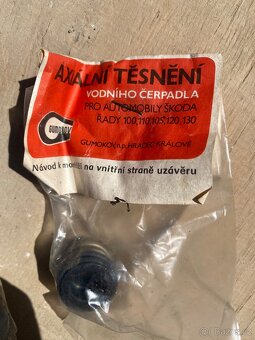 AXIÁLNÍ TĚSNĚNÍ
VODNÍHO ČERPADLA
PRO AUTOMOBILY ŠKODA
ŘADY 100,110,105,120,130
GUMOKOV
GUMOKOV n.p. HRADEC KRÁLOVÉ
Návod k montáži na vnitřní straně uzávěru